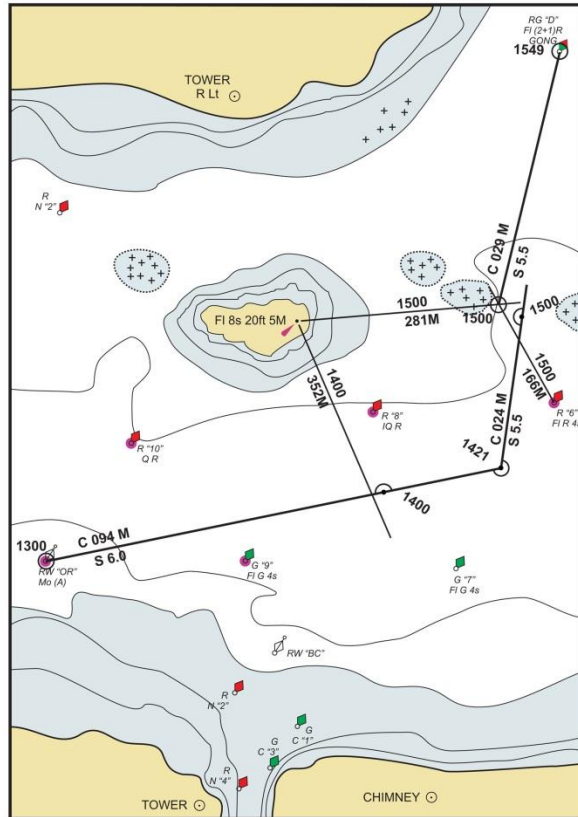 RG "D"
Fl (2+1)R
GONG
1549
TOWER
R Lt
R
N "2"
C 029 M
S 5.5
Fl 8s 20ft 5M
1500
281M
1500
1500
1500
166M
1400
352M
R "8"
IQ R
R "6"
Fl R 4s
R "10"
Q R
C 024 M
S 5.5
1421
1400
C 094 M
S 6.0
1300
RW "OR"
Mo (A)
G "9"
Fl G 4s
G "7"
Fl G 4s
RW "BC"
R
N "2"
G
C "1"
G
C "3"
R
N "4"
TOWER
CHIMNEY